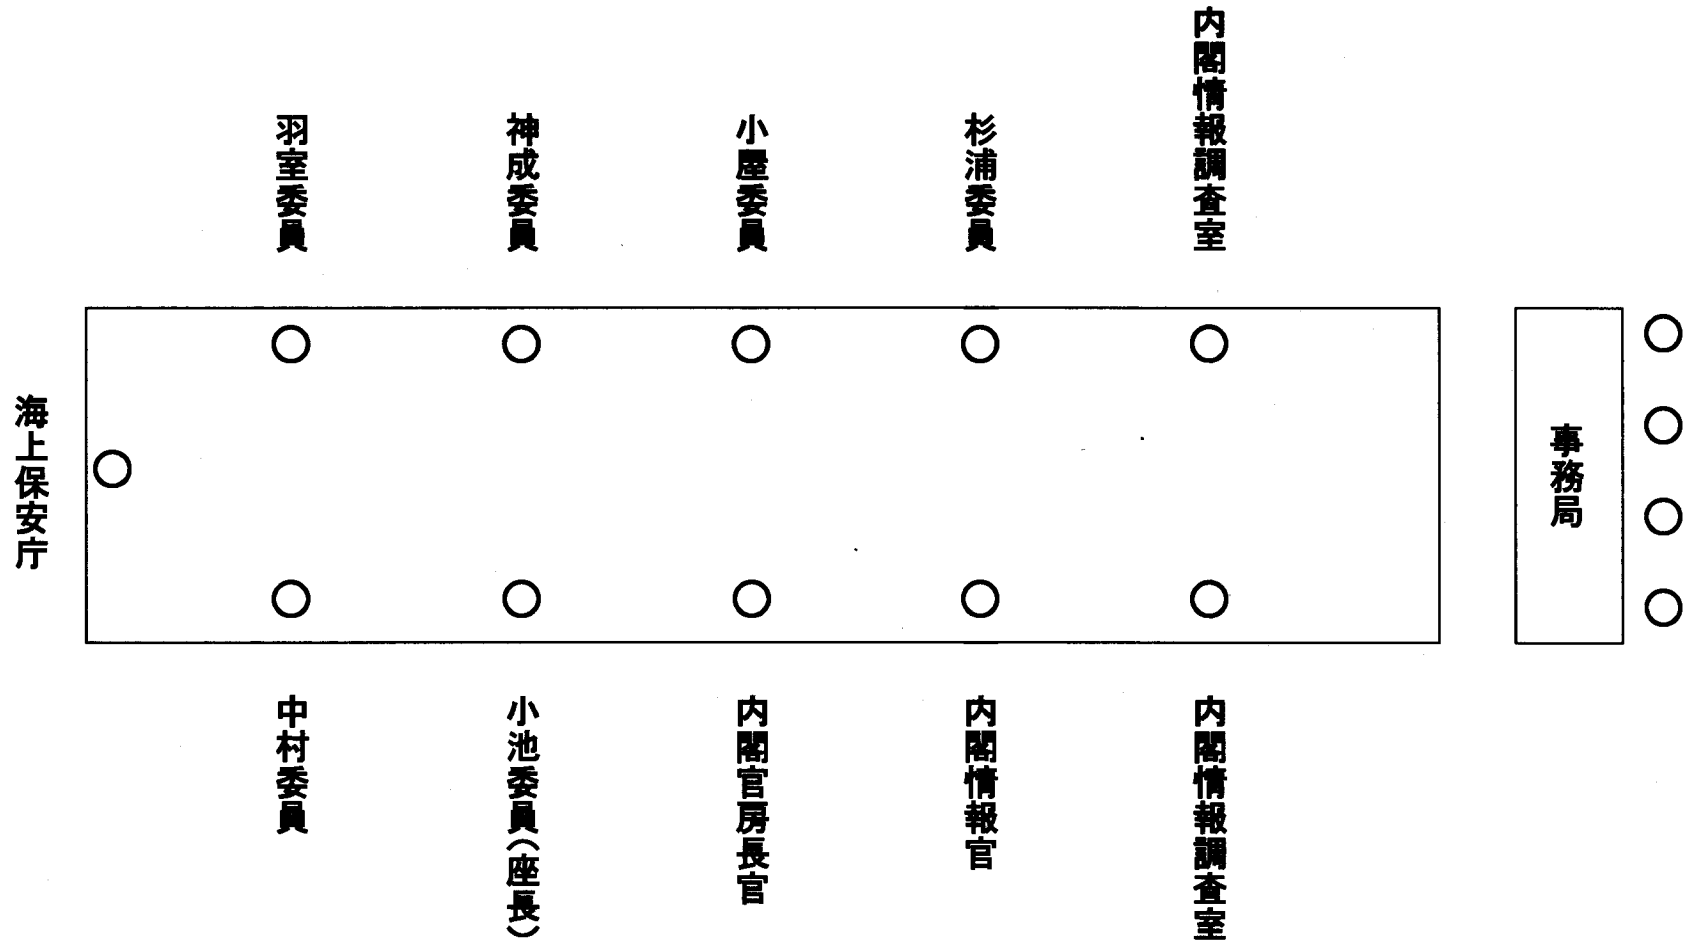 羽室委員
神成委員
小屋委員
杉浦委員
内閣情報調査室
海上保安庁
事務局
中村委員
小池委員(座長)
内閣官房長官
内閣情報官
内閣情報調査室